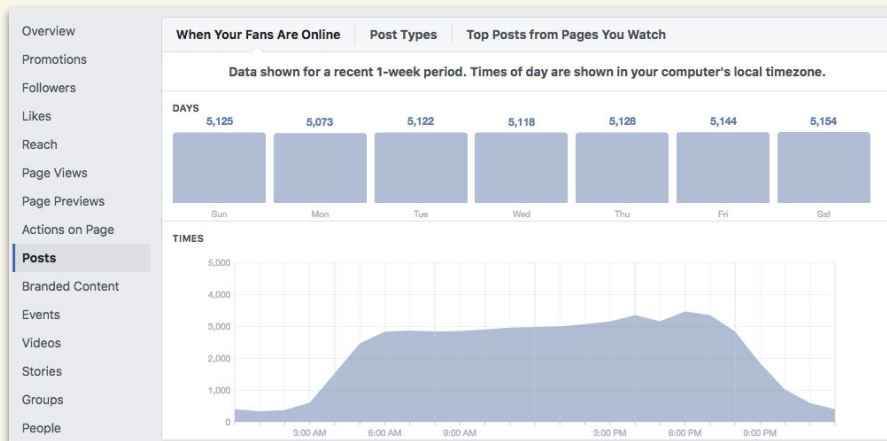 Overview
Promotions
Followers
Likes
Reach
Page Views
Page Previews
Actions on Page
Posts
Branded Content
Events
Videos
Stories
Groups
People
When Your Fans Are Online Post Types Top Posts from Pages You Watch
Data shown for a recent 1-week period. Times of day are shown in your computer's local timezone.
DAYS
5,125 5,073 5,122 5,118 5,128 5,144 5,154
Sun Mon Tue Wed Thu Fri Sat
TIMES
5,000
4,000
3,000
2,000
1,000
0
3:00 AM 6:00 AM 9:00 AM 3:00 PM 6:00 PM 9:00 PM